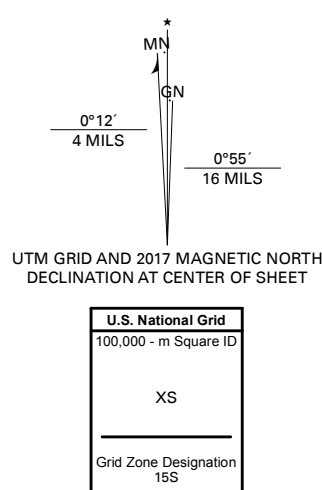 ★
MN
GN
0°12´
4 MILS
0°55´
16 MILS
UTM GRID AND 2017 MAGNETIC NORTH
DECLINATION AT CENTER OF SHEET
U.S. National Grid
100,000 - m Square ID
XS
Grid Zone Designation
15S